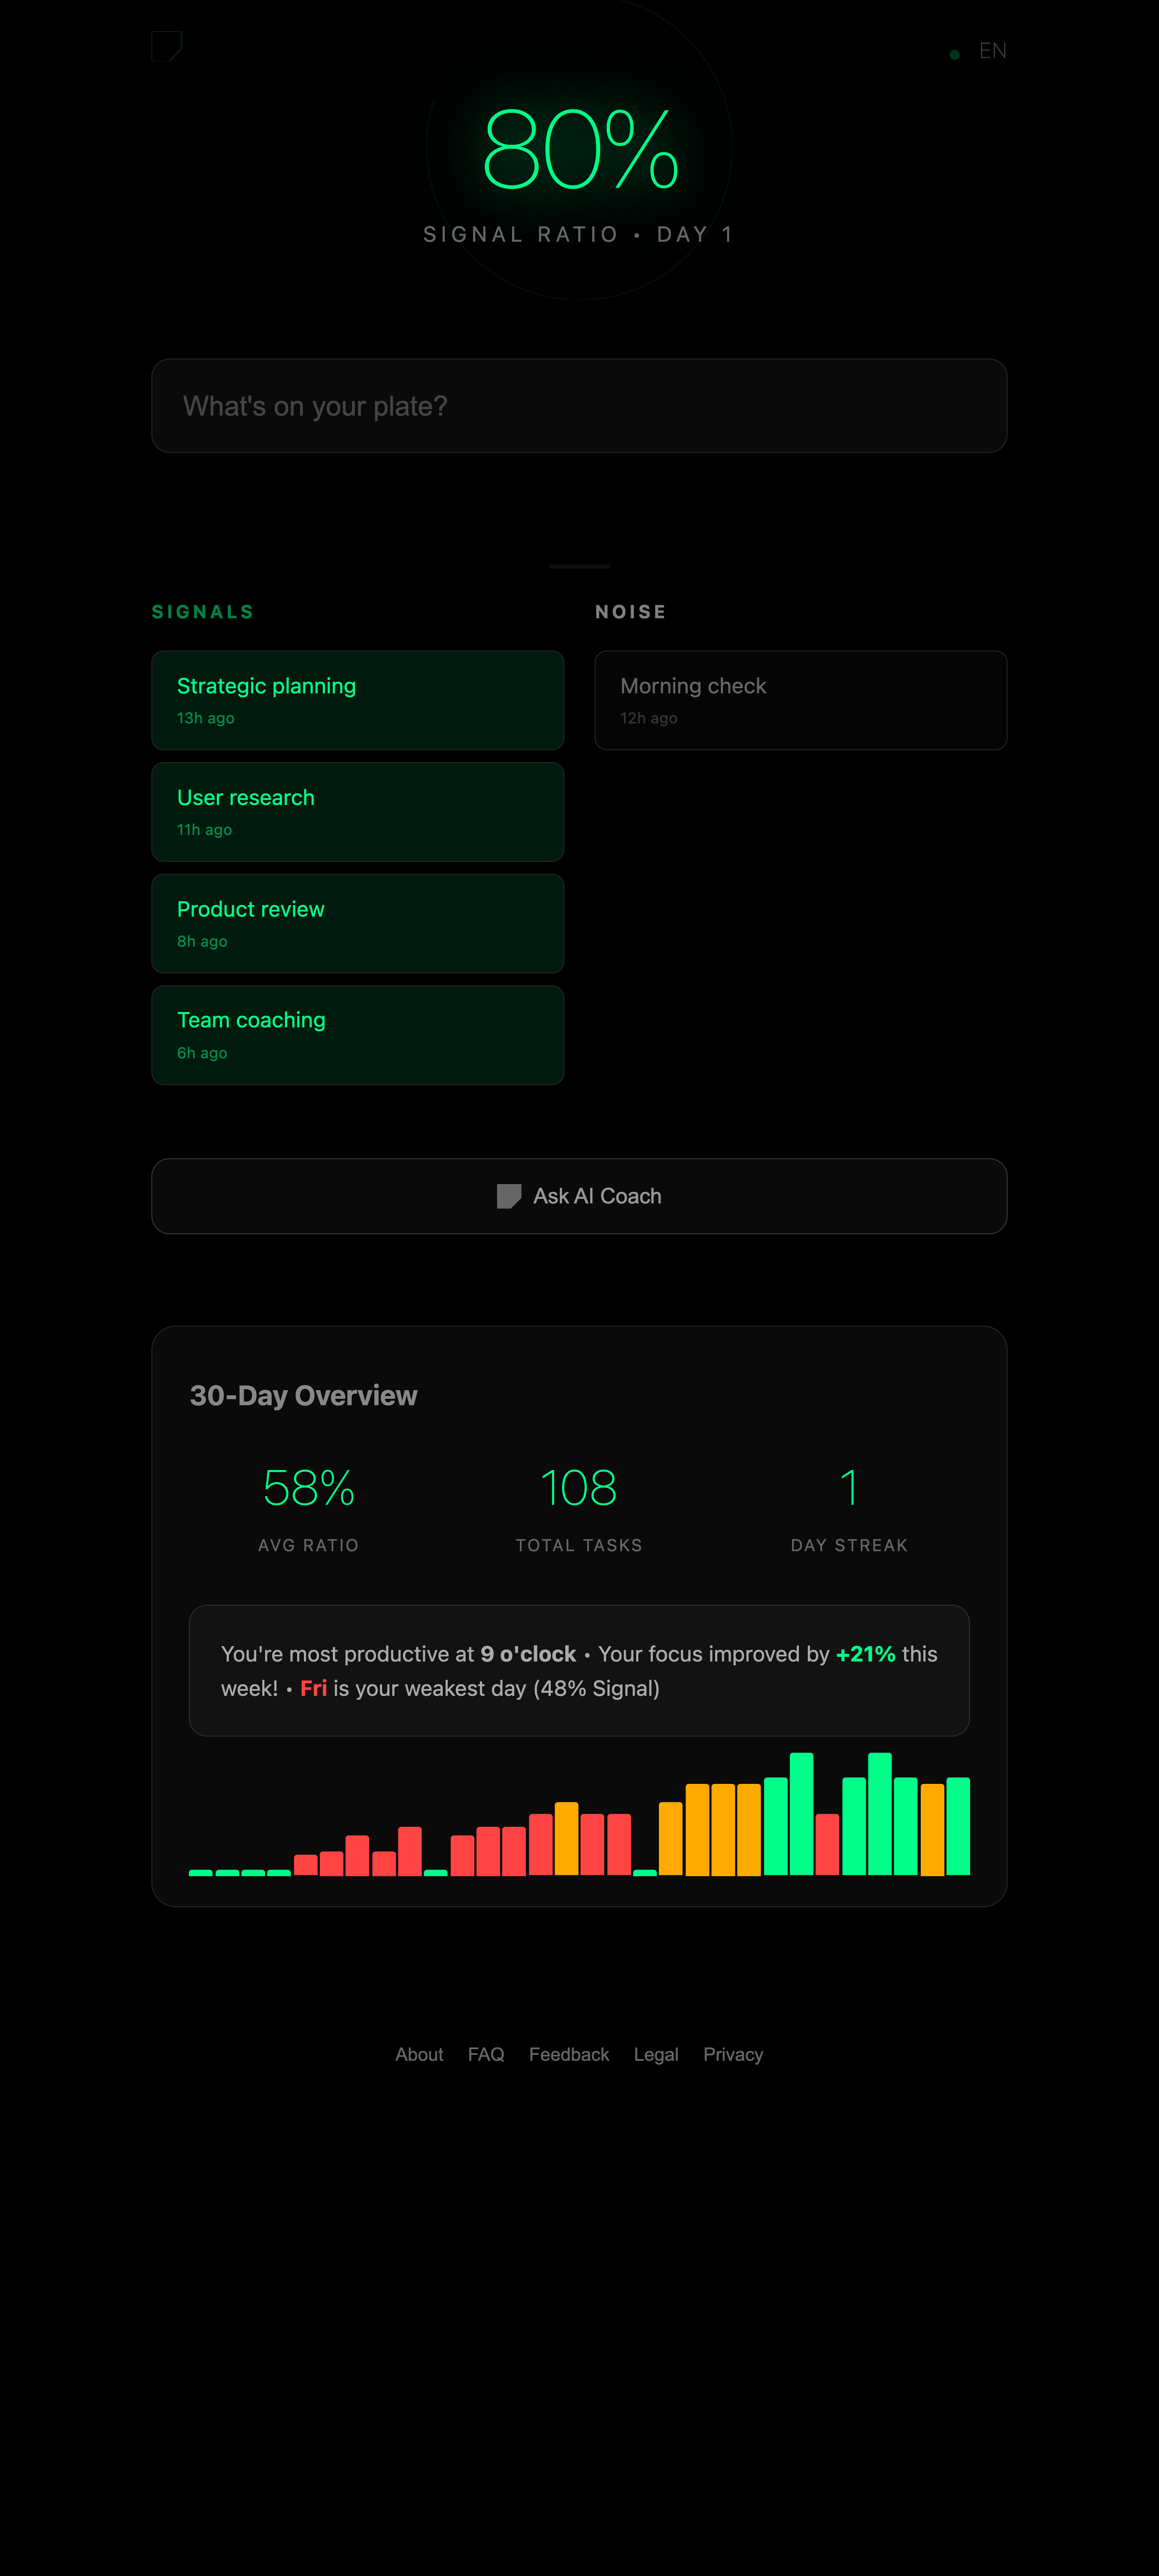 EN
80%
SIGNAL RATIO • DAY 1
What's on your plate?
SIGNALS
Strategic planning
13h ago
User research
11h ago
Product review
8h ago
Team coaching
6h ago
NOISE
Morning check
12h ago
Ask AI Coach
30-Day Overview
58%
AVG RATIO
108
TOTAL TASKS
1
DAY STREAK
You're most productive at 9 o'clock • Your focus improved by +21% this
week! • Fri is your weakest day (48% Signal)
About FAQ Feedback Legal Privacy